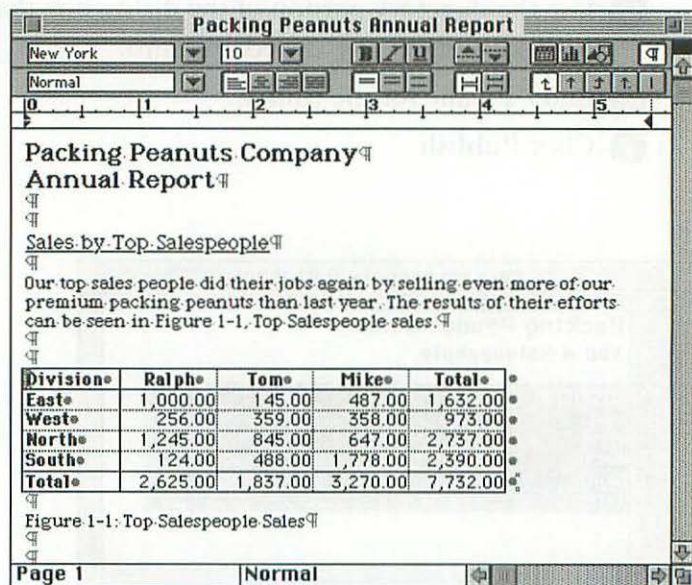 Packing Peanuts Annual Report
New York 10 B I U ¶
Normal
0 1 2 3 4 5
Packing Peanuts Company¶
Annual Report¶
¶
¶
Sales by Top Salespeople¶
¶
Our top sales people did their jobs again by selling even more of our
premium packing peanuts than last year. The results of their efforts
can be seen in Figure 1-1, Top Salespeople sales.¶
¶
¶
Division Ralph Tom Mike Total
East 1,000.00 145.00 487.00 1,632.00
West 256.00 359.00 358.00 973.00
North 1,245.00 845.00 647.00 2,737.00
South 124.00 488.00 1,778.00 2,390.00
Total 2,625.00 1,837.00 3,270.00 7,732.00
¶
Figure 1-1: Top Salespeople Sales¶
¶
¶
Page 1 Normal